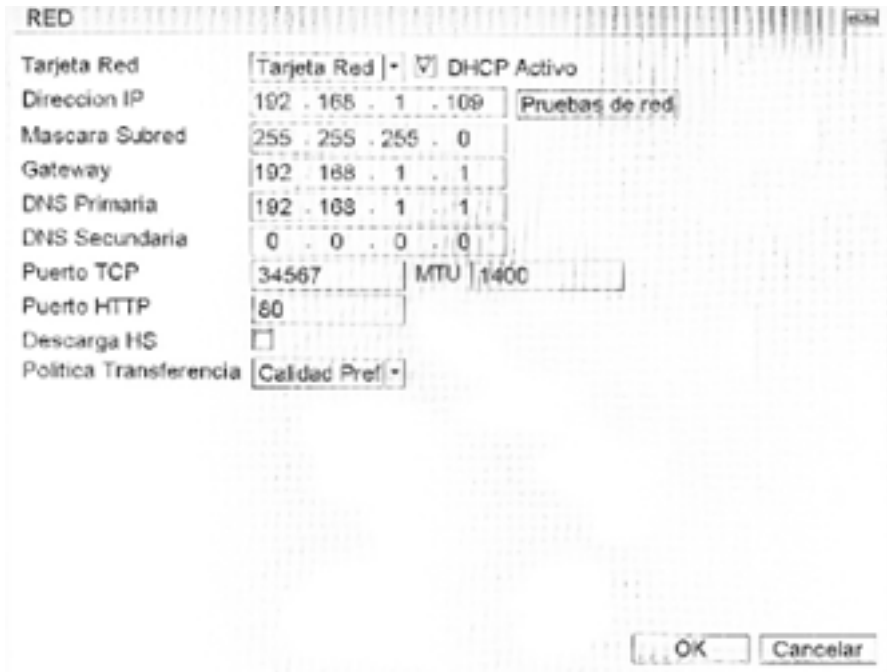 RED
Tarjeta Red Tarjeta Red DHCP Activo
Direccion IP 192 . 168 . 1 . 109 Pruebas de red.
Mascara Subred 255 . 255 . 255 . 0
Gateway 192 . 168 . 1 . 1
DNS Primaria 192 . 168 . 1 . 1
DNS Secundaria 0 . 0 . 0 . 0
Puerto TCP 34567 MTU 1400
Puerto HTTP 80
Descarga HS
Politica Transferencia Calidad Pref
OK Cancelar